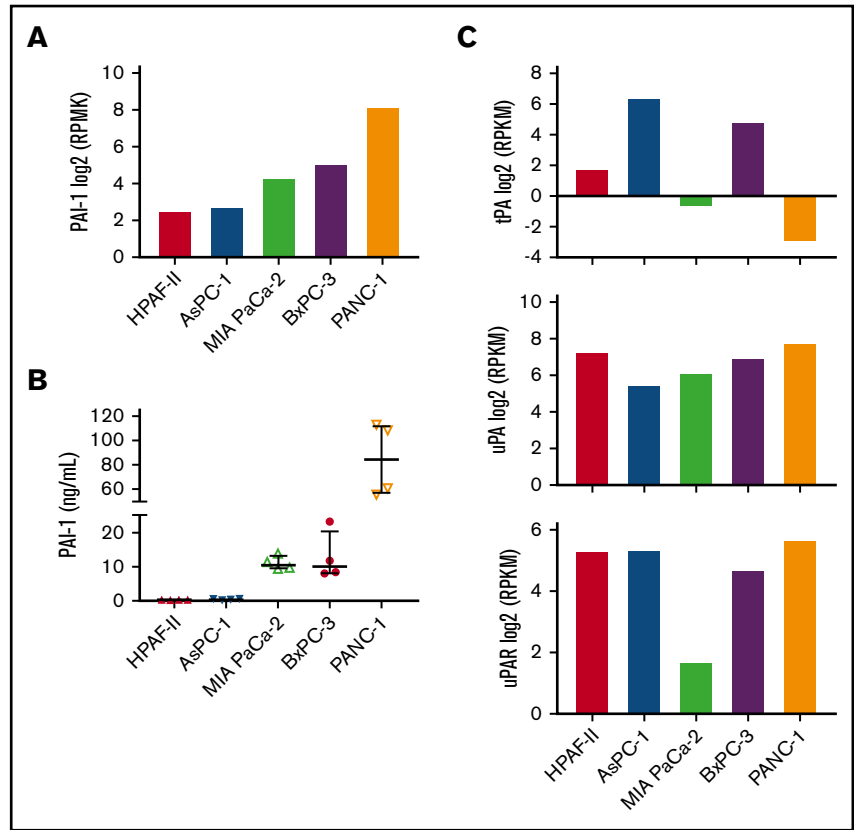 A
PAI-1 log2 (RPMK)
10
8
6
4
2
0
HPAF-II
AsPC-1
MIA PaCa-2
BxPC-3
PANC-1
B
PAI-1 (ng/mL)
120
100
80
60
20
10
0
HPAF-II
AsPC-1
MIA PaCa-2
BxPC-3
PANC-1
C
tPA log2 (RPKM)
8
6
4
2
0
-2
-4
uPA log2 (RPKM)
10
8
6
4
2
0
uPAR log2 (RPKM)
6
4
2
0
HPAF-II
AsPC-1
MIA PaCa-2
BxPC-3
PANC-1